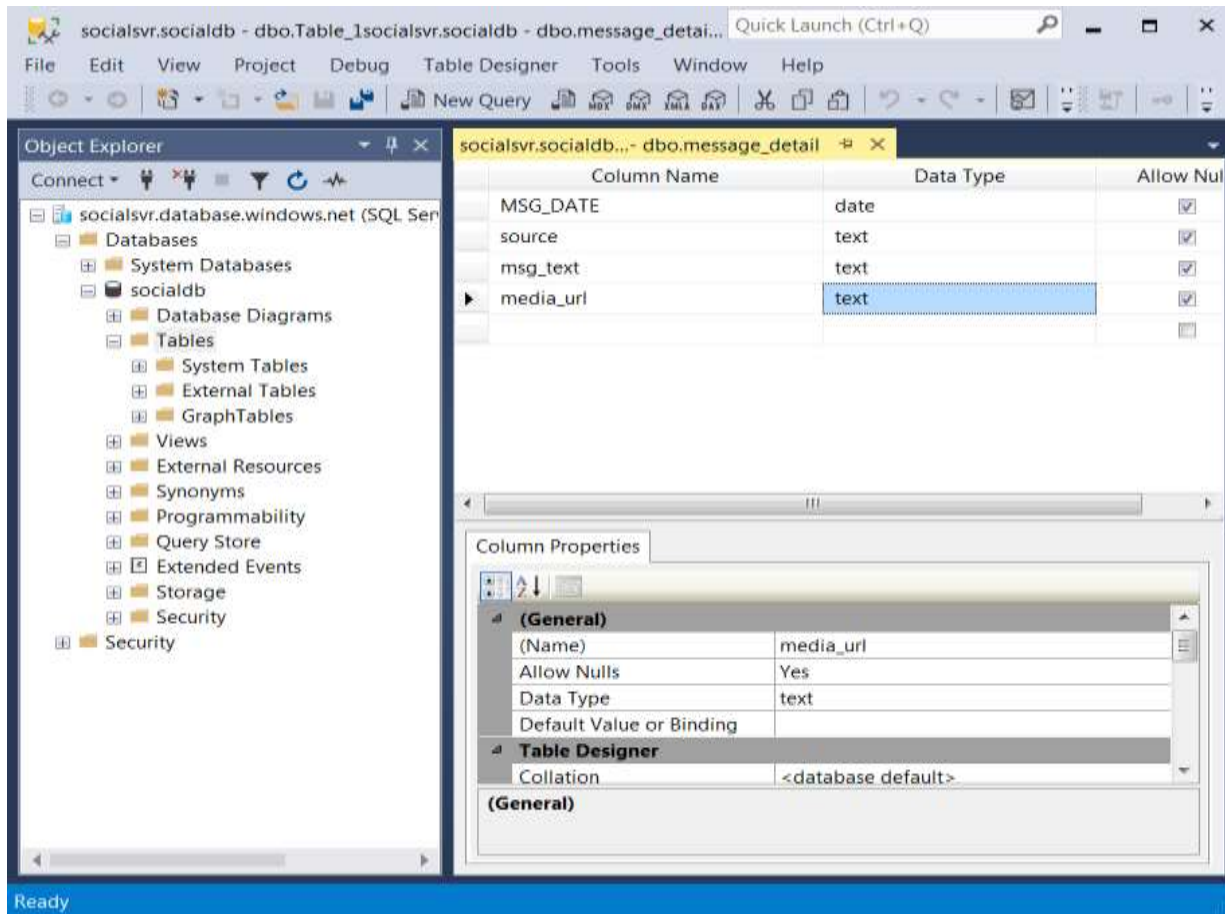 socialsvr.socialdb - dbo.Table_1socialsvr.socialdb - dbo.message_detai...
Quick Launch (Ctrl+Q)
File Edit View Project Debug Table Designer Tools Window Help
New Query
Object Explorer
Connect
socialsvr.database.windows.net (SQL Ser
Databases
System Databases
socialdb
Database Diagrams
Tables
System Tables
External Tables
GraphTables
Views
External Resources
Synonyms
Programmability
Query Store
Extended Events
Storage
Security
Security
socialsvr.socialdb...- dbo.message_detail
Column Name Data Type Allow Nul
MSG_DATE date
source text
msg_text text
media_url text
Column Properties
(General)
(Name) media_url
Allow Nulls Yes
Data Type text
Default Value or Binding
Table Designer
Collation <database default>
(General)
Ready